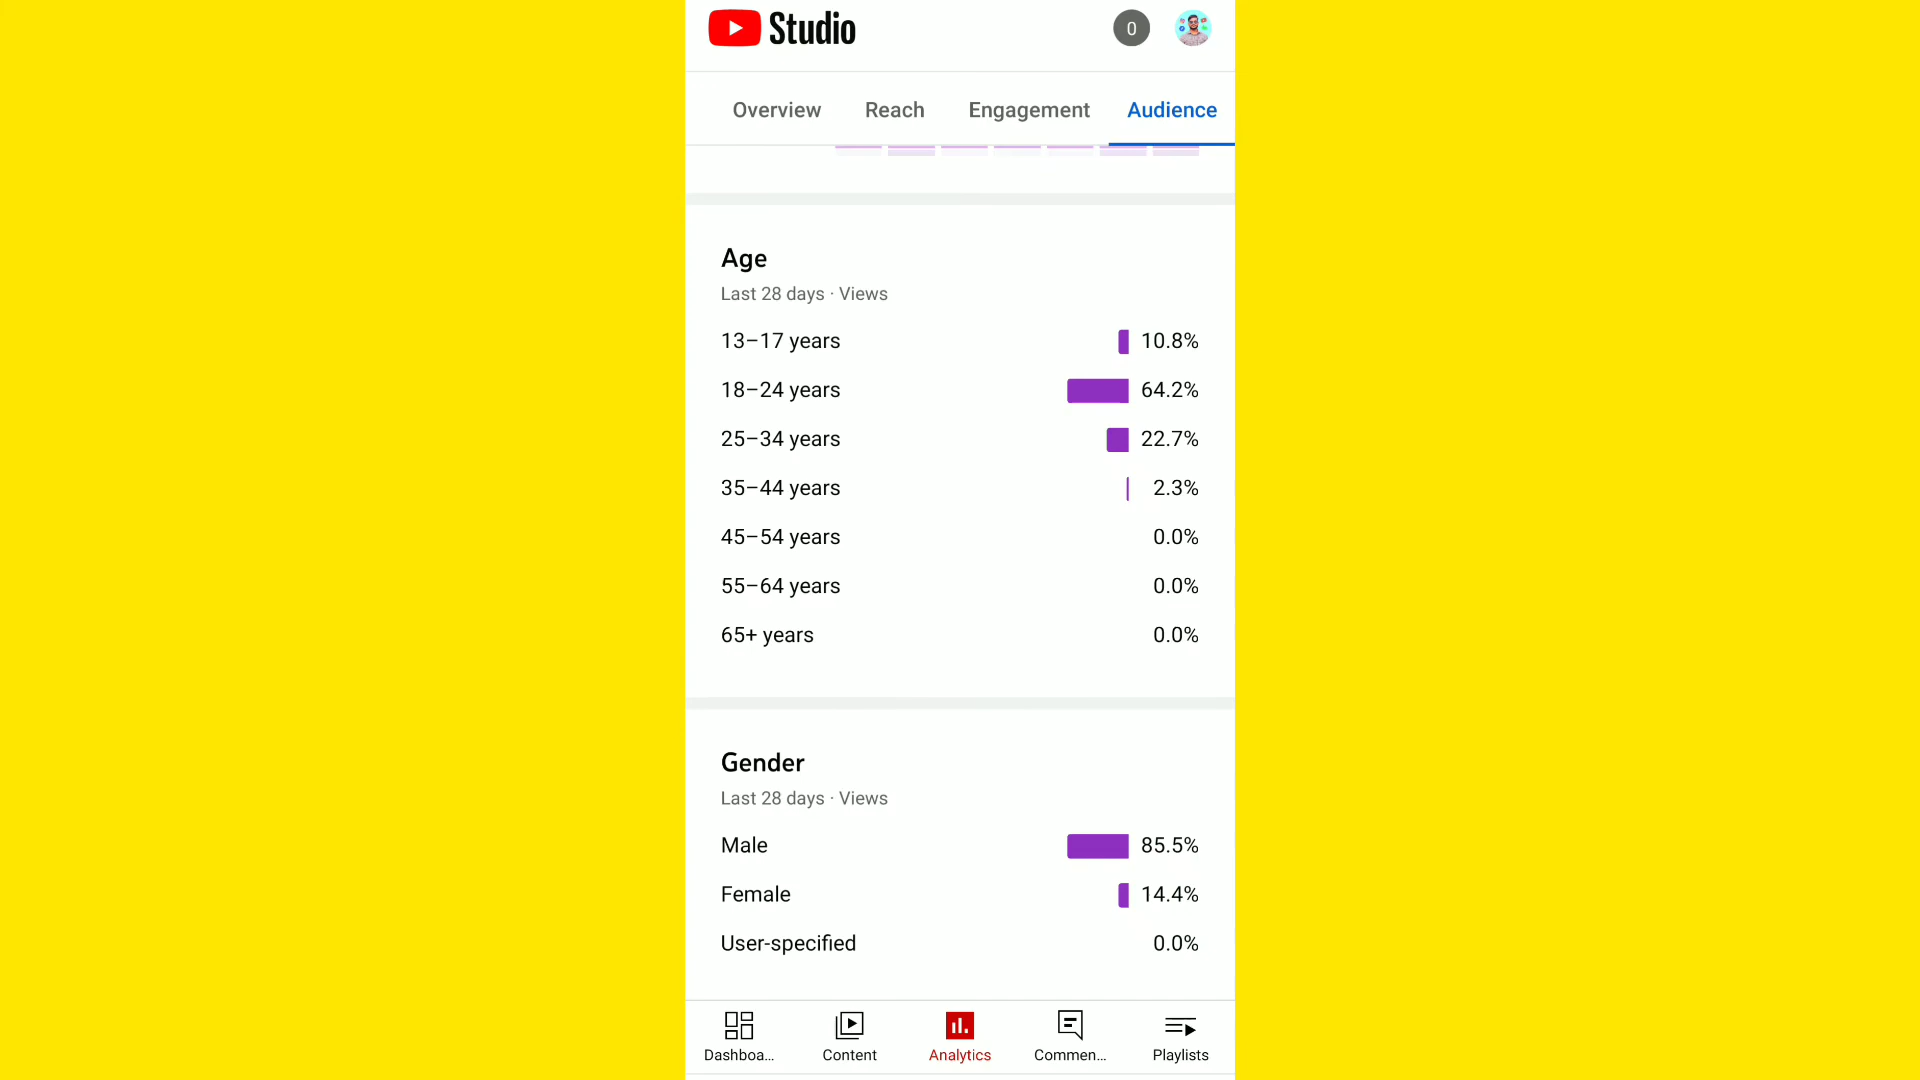 Studio
0
Overview Reach Engagement Audience
Age
Last 28 days · Views
13–17 years 10.8%
18–24 years 64.2%
25–34 years 22.7%
35–44 years 2.3%
45–54 years 0.0%
55–64 years 0.0%
65+ years 0.0%
Gender
Last 28 days · Views
Male 85.5%
Female 14.4%
User-specified 0.0%
Dashboa... Content Analytics Commen... Playlists